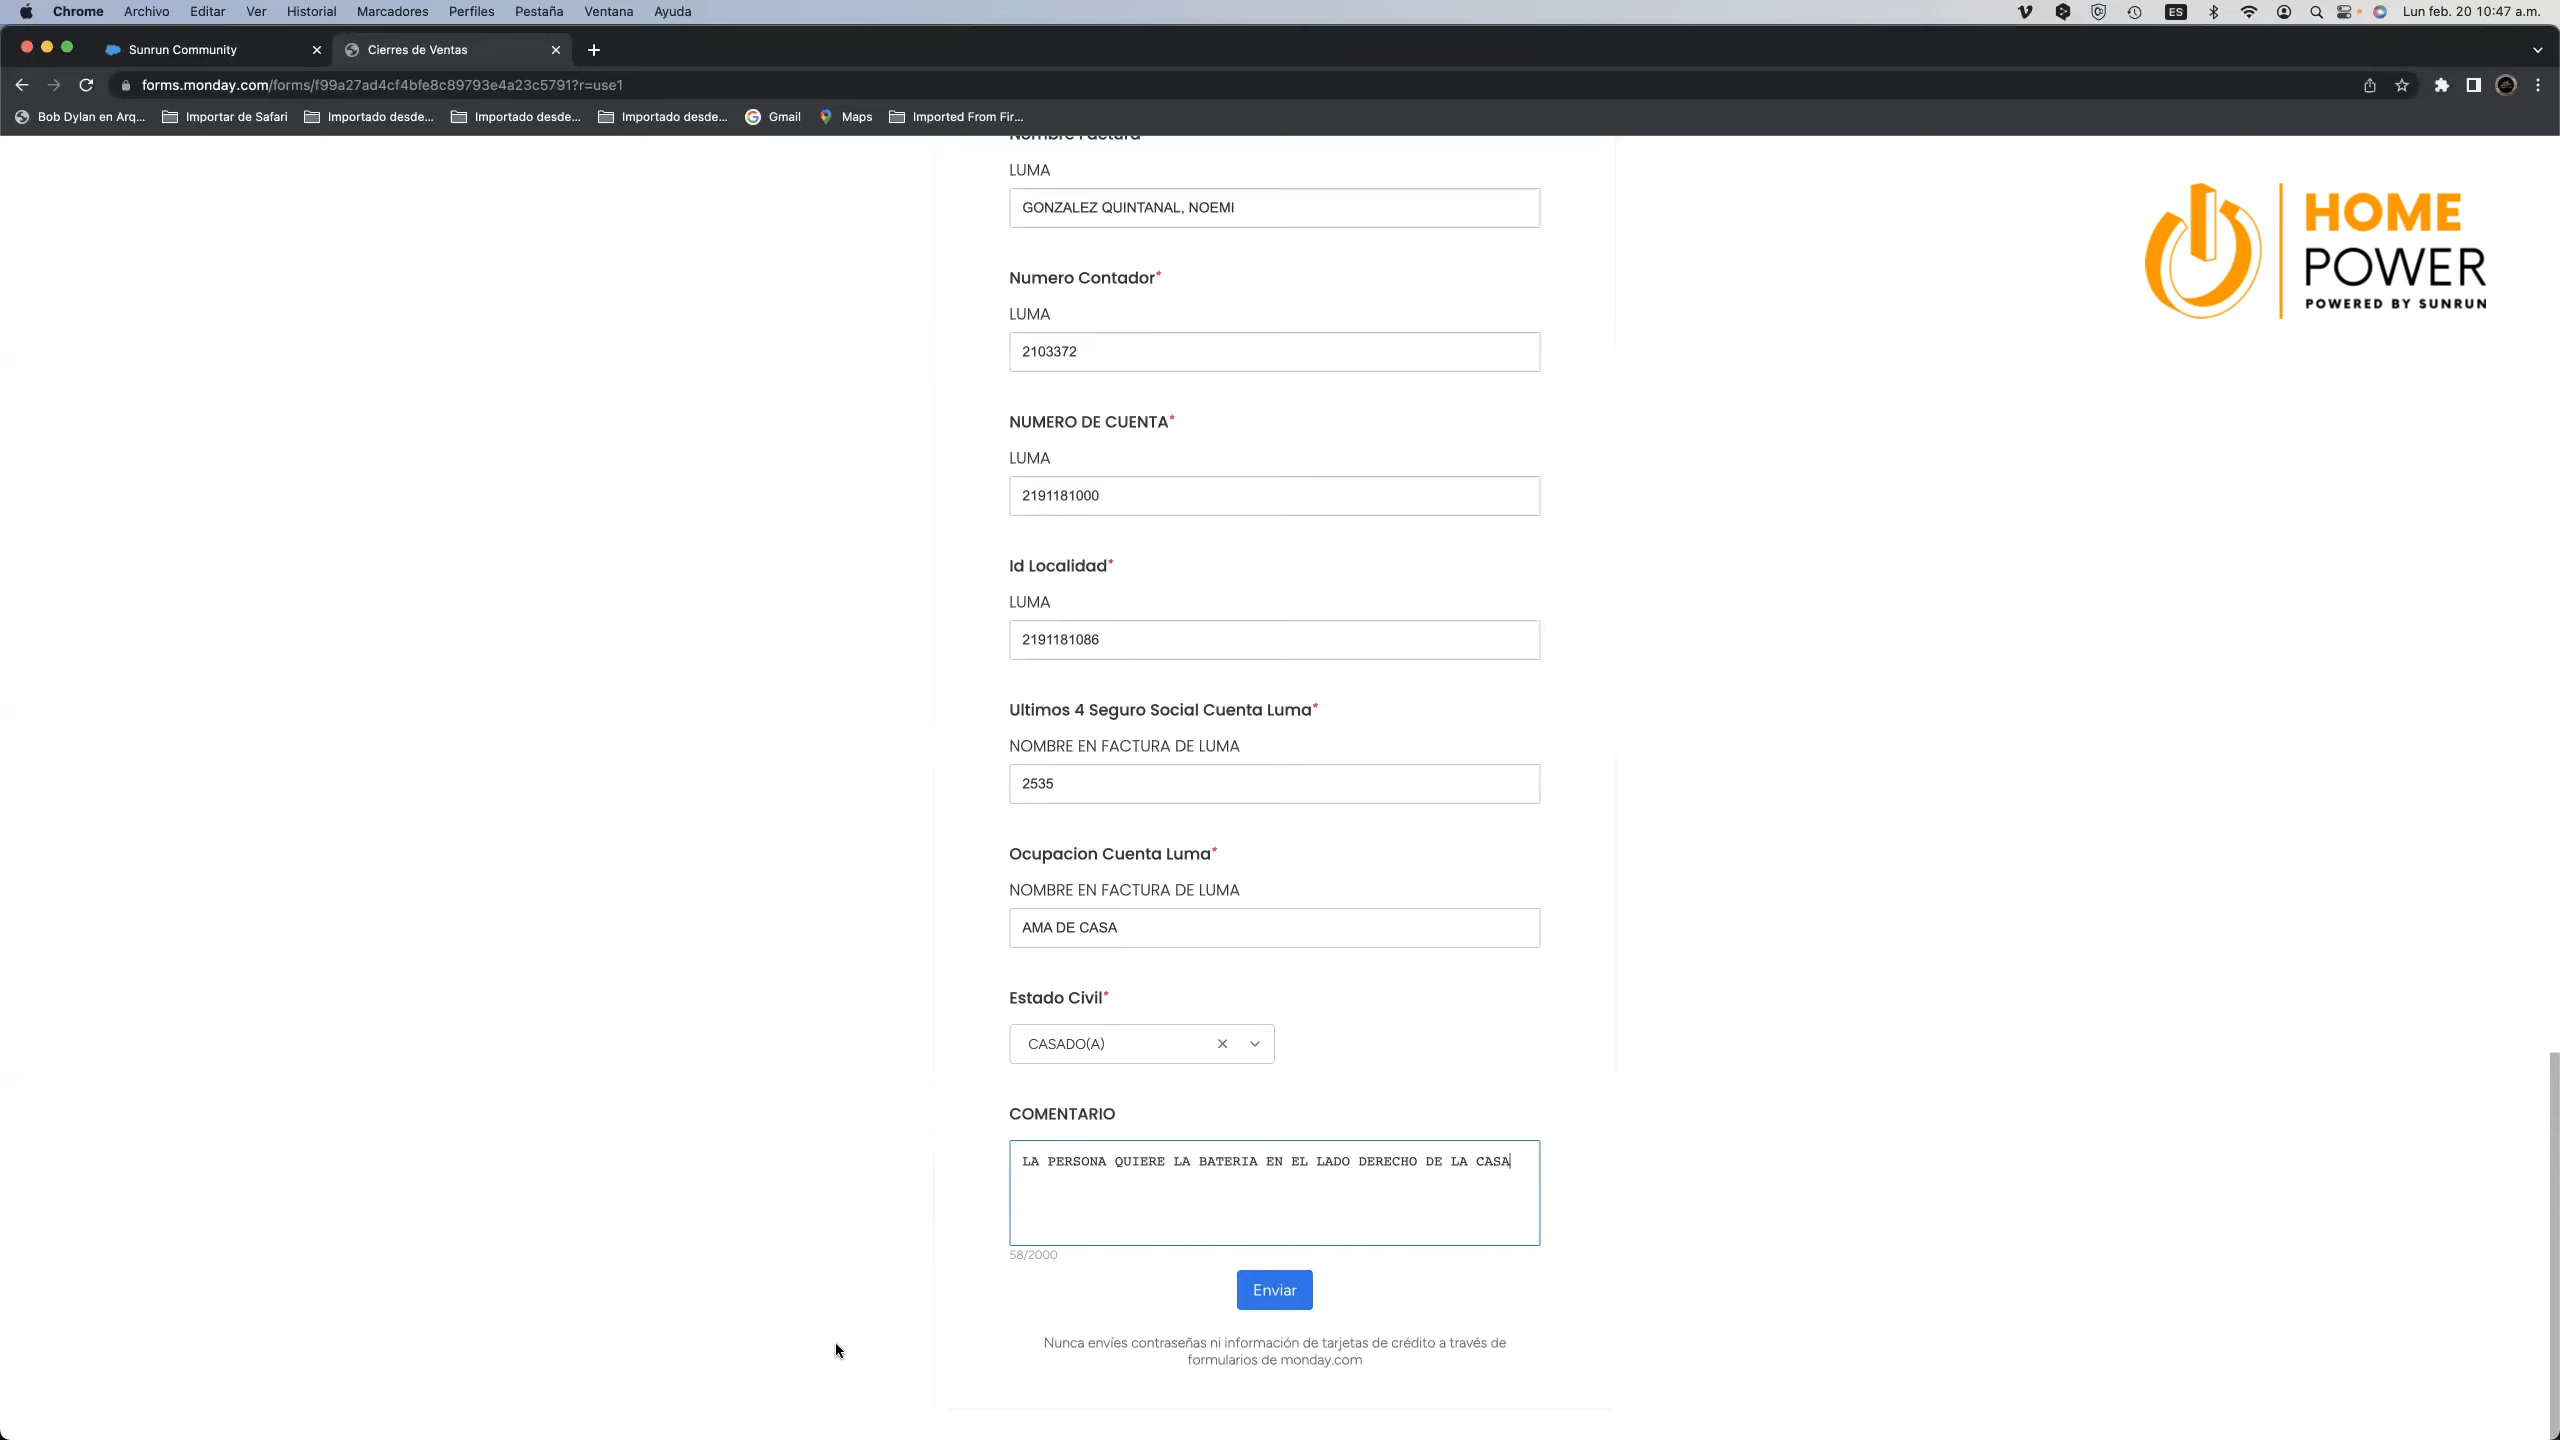 Chrome Archivo Editar Ver Historial Marcadores Perfiles Pestaña Ventana Ayuda ES Lun feb. 20 10:47 a.m.
Sunrun Community Cierres de Ventas
forms.monday.com/forms/f99a27ad4cf4bfe8c89793e4a23c5791?r=use1
Bob Dylan en Arq... Importar de Safari Importado desde... Importado desde... Importado desde... Gmail Maps Imported From Fir...
Nombre Factura
LUMA
GONZALEZ QUINTANAL, NOEMI
HOME
POWER
POWERED BY SUNRUN
Numero Contador*
LUMA
2103372
NUMERO DE CUENTA*
LUMA
2191181000
Id Localidad*
LUMA
2191181086
Ultimos 4 Seguro Social Cuenta Luma*
NOMBRE EN FACTURA DE LUMA
2535
Ocupacion Cuenta Luma*
NOMBRE EN FACTURA DE LUMA
AMA DE CASA
Estado Civil*
CASADO(A)
COMENTARIO
LA PERSONA QUIERE LA BATERIA EN EL LADO DERECHO DE LA CASA
58/2000
Enviar
Nunca envíes contraseñas ni información de tarjetas de crédito a través de
formularios de monday.com